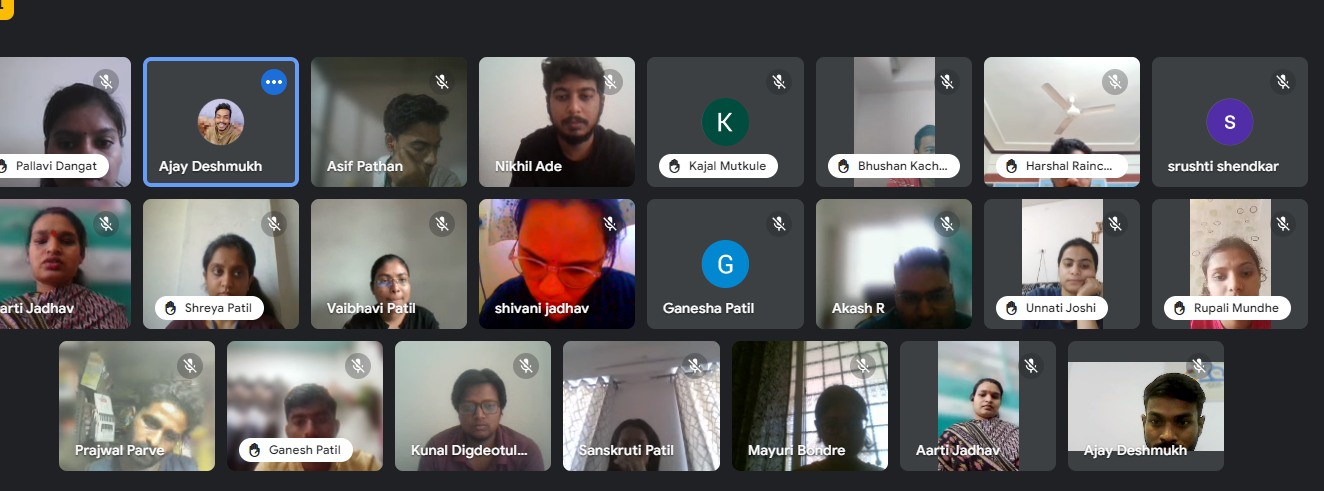 Pallavi Dangat
Ajay Deshmukh
Asif Pathan
Nikhil Ade
K
Kajal Mutkule
Bhushan Kach...
Harshal Rainc...
S
srushti shendkar
arti Jadhav
Shreya Patil
Vaibhavi Patil
shivani jadhav
G
Ganesha Patil
Akash R
Unnati Joshi
Rupali Mundhe
Prajwal Parve
Ganesh Patil
Kunal Digdeotul...
Sanskruti Patil
Mayuri Bondre
Aarti Jadhav
Ajay Deshmukh